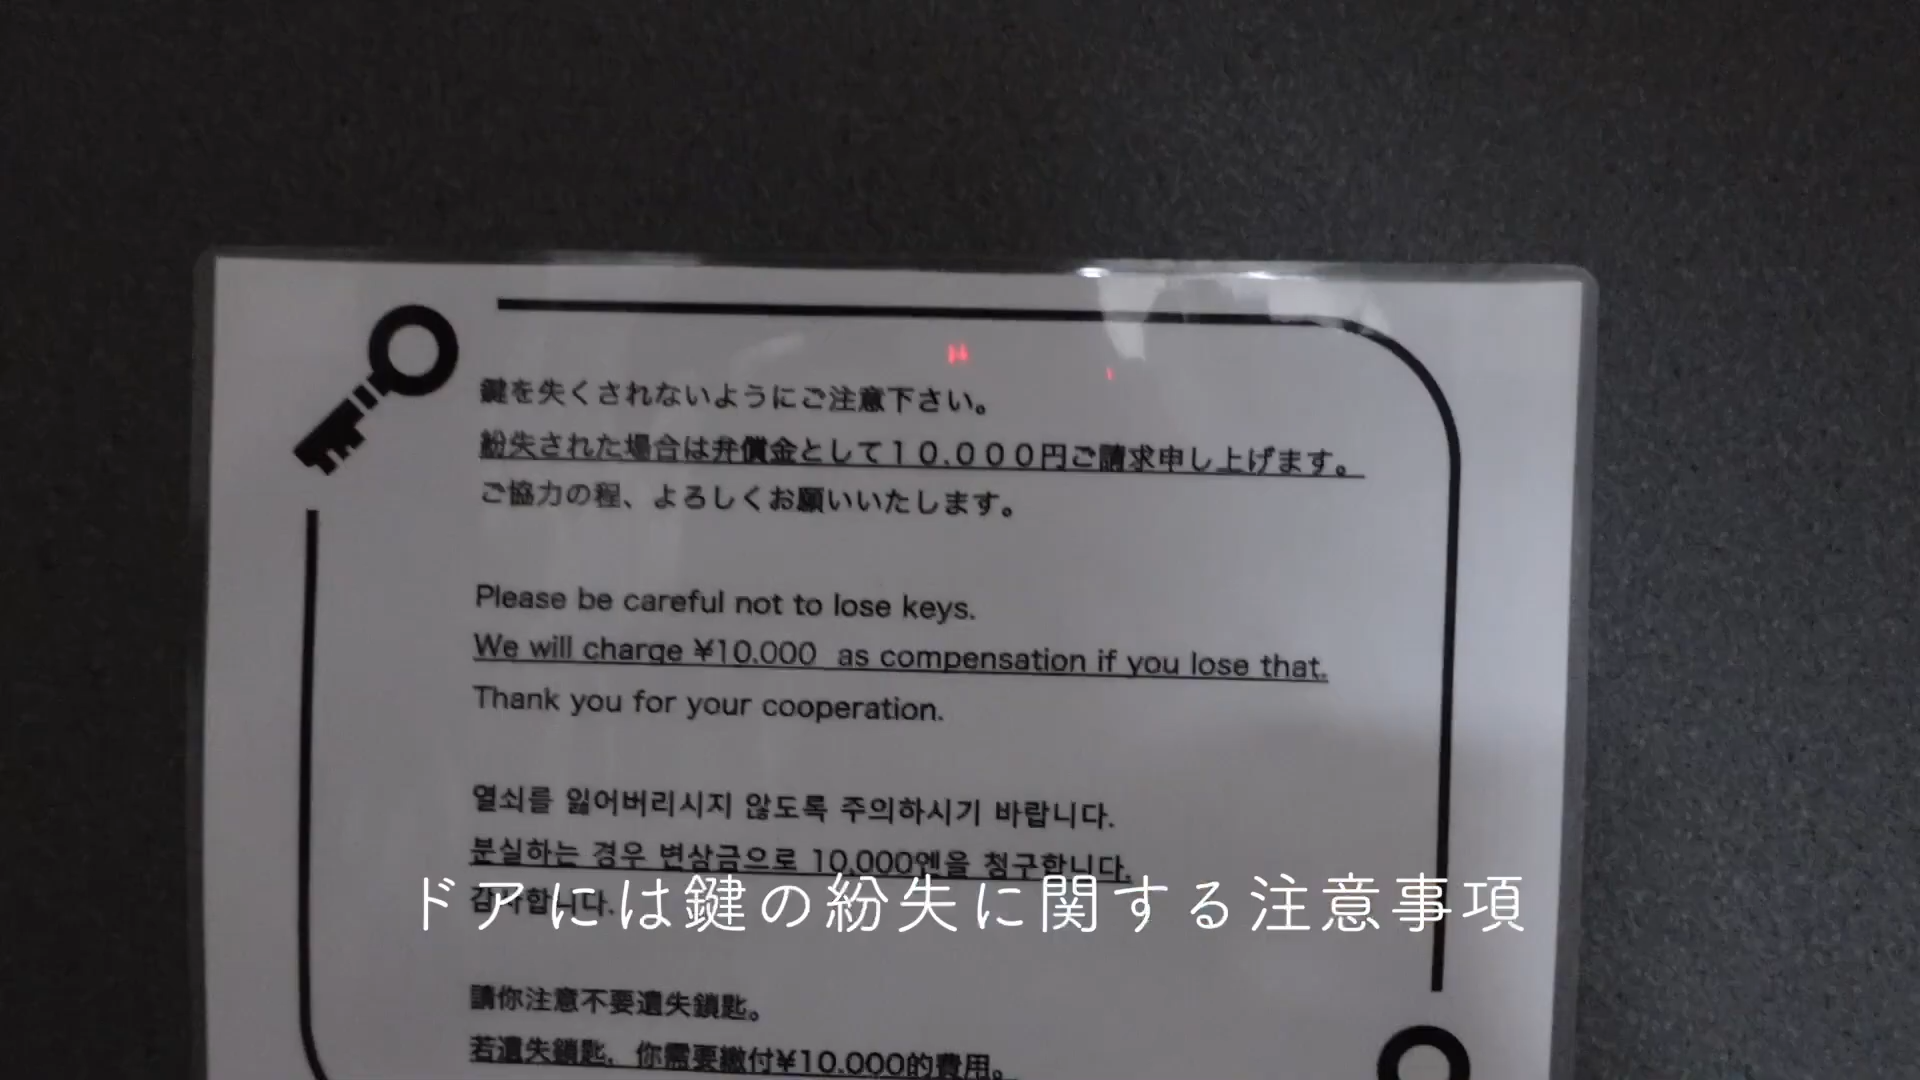 鍵を失くされないようにご注意下さい。
紛失された場合は弁償金として１０,０００円ご請求申し上げます。
ご協力の程、よろしくお願いいたします。
Please be careful not to lose keys.
We will charge ¥10,000 as compensation if you lose that.
Thank you for your cooperation.
열쇠를 잃어버리시지 않도록 주의하시기 바랍니다.
분실하는 경우 변상금으로 10,000엔을 청구합니다.
감사합니다.
ドアには鍵の紛失に関する注意事項
請你注意不要遺失鎖匙。
若遺失鎖匙，你需要繳付¥10,000的費用。